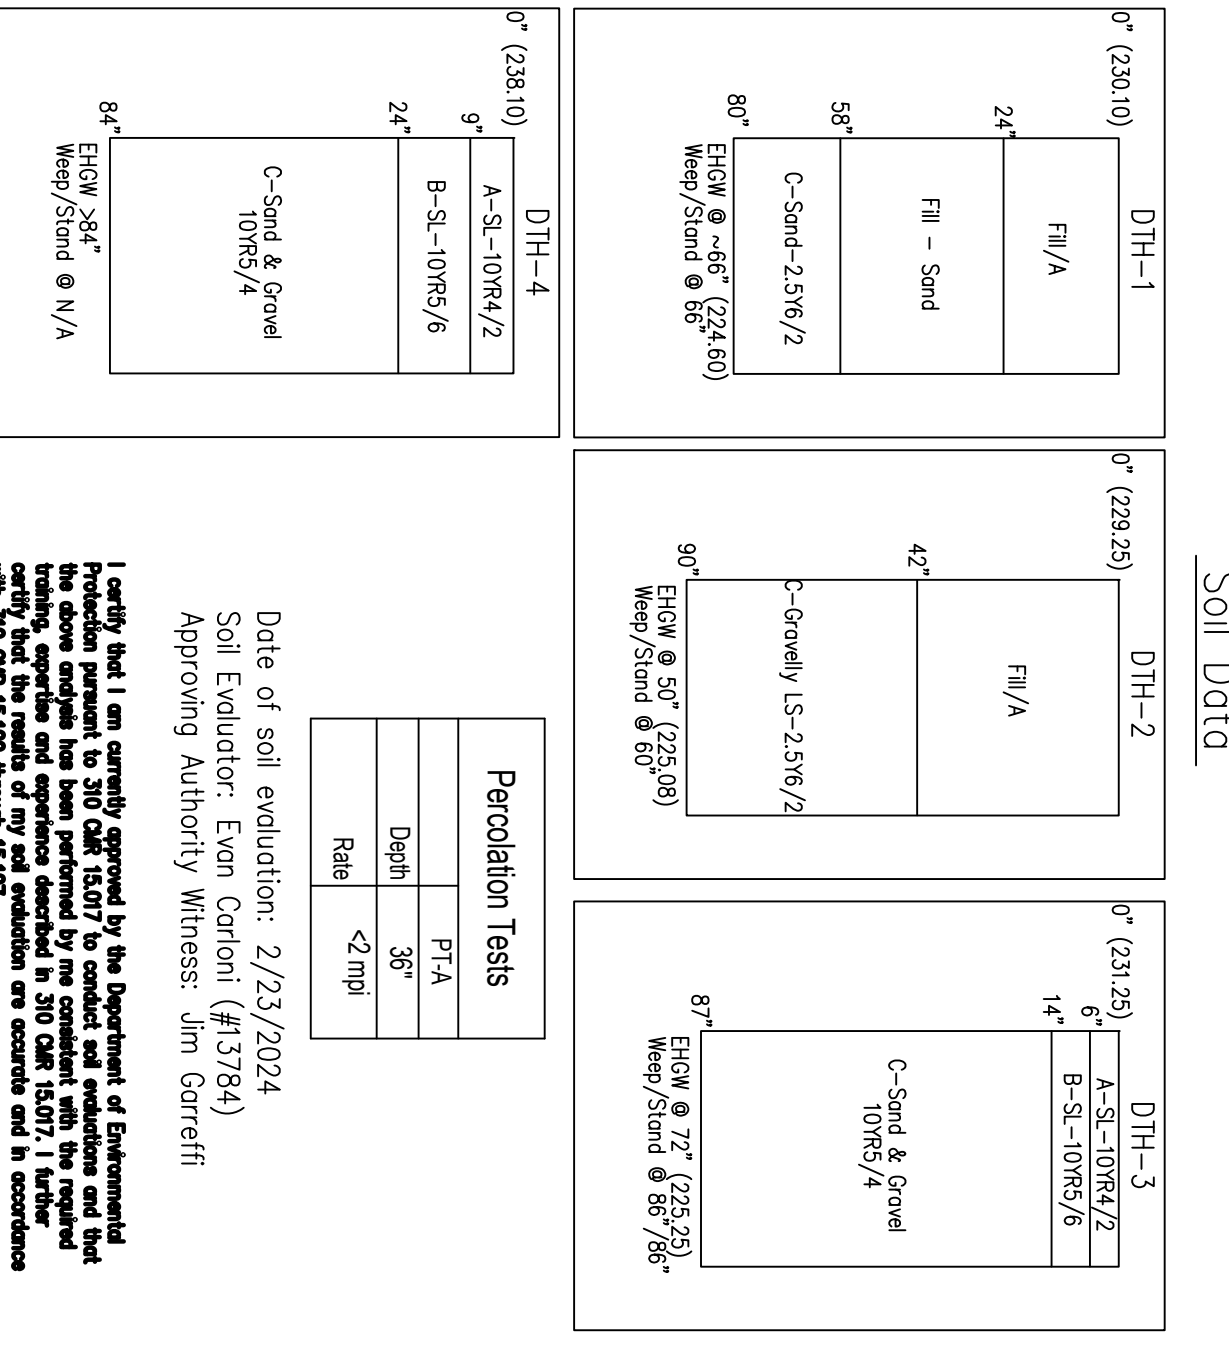 Soil Data
DTH-1
0" (230.10)
Fill/A
24"
Fill - Sand
58"
C-Sand-2.5Y6/2
80"
EHGW @ ~66" (224.60)
Weep/Stand @ 66"
DTH-2
0" (229.25)
Fill/A
42"
C-Gravelly LS-2.5Y6/2
90"
EHGW @ 50" (225.08)
Weep/Stand @ 60"
DTH-3
0" (231.25)
A-SL-10YR4/2
6"
B-SL-10YR5/6
14"
C-Sand & Gravel
10YR5/4
87"
EHGW @ 72" (225.25)
Weep/Stand @ 86"/86"
DTH-4
0" (238.10)
A-SL-10YR4/2
9"
B-SL-10YR5/6
24"
C-Sand & Gravel
10YR5/4
84"
EHGW >84"
Weep/Stand @ N/A
Percolation Tests
PT-A
Depth 36"
Rate <2 mpi
Date of soil evaluation: 2/23/2024
Soil Evaluator: Evan Carloni (#13784)
Approving Authority Witness: Jim Garreffi
I certify that I am currently approved by the Department of Environmental
Protection pursuant to 310 CMR 15.017 to conduct soil evaluations and that
the above analysis has been performed by me consistent with the required
training, expertise and experience described in 310 CMR 15.017. I further
certify that the results of my soil evaluation are accurate and in accordance